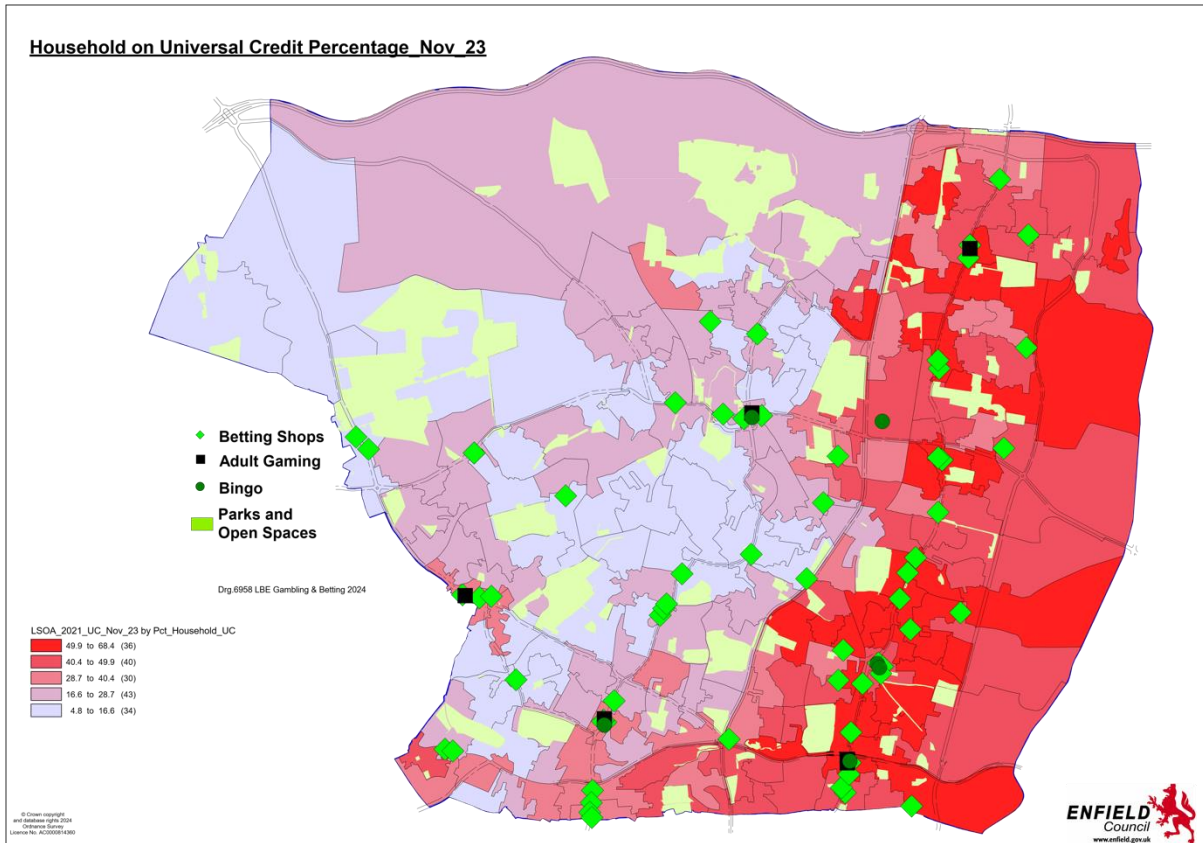 Household on Universal Credit Percentage_Nov_23
Betting Shops
Adult Gaming
Bingo
Parks and
Open Spaces
Drg.6958 LBE Gambling & Betting 2024
LSOA_2021_UC_Nov_23 by Pct_Household_UC
49.9 to 68.4 (36)
40.4 to 49.9 (40)
28.7 to 40.4 (30)
16.6 to 28.7 (43)
4.8 to 16.6 (34)
© Crown copyright
and database rights 2024
Ordnance Survey
Licence No. AC0000814360
ENFIELD
Council
www.enfield.gov.uk